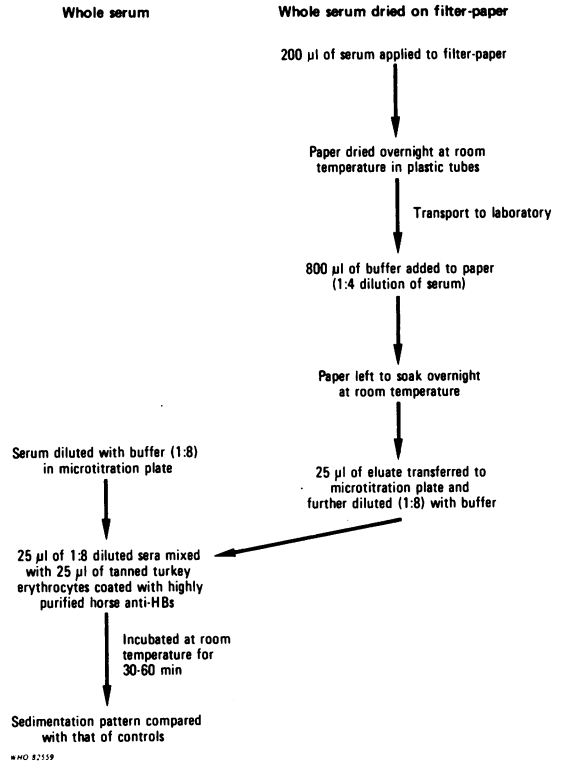 Whole serum
Whole serum dried on filter-paper
200 µl of serum applied to filter-paper
Paper dried overnight at room
temperature in plastic tubes
Transport to laboratory
800 µl of buffer added to paper
(1:4 dilution of serum)
Paper left to soak overnight
at room temperature
Serum diluted with buffer (1:8)
in microtitration plate
25 µl of eluate transferred to
microtitration plate and
further diluted (1:8) with buffer
25 µl of 1:8 diluted sera mixed
with 25 µl of tanned turkey
erythrocytes coated with highly
purified horse anti-HBs
Incubated at room
temperature for
30-60 min
Sedimentation pattern compared
with that of controls
WHO 82559